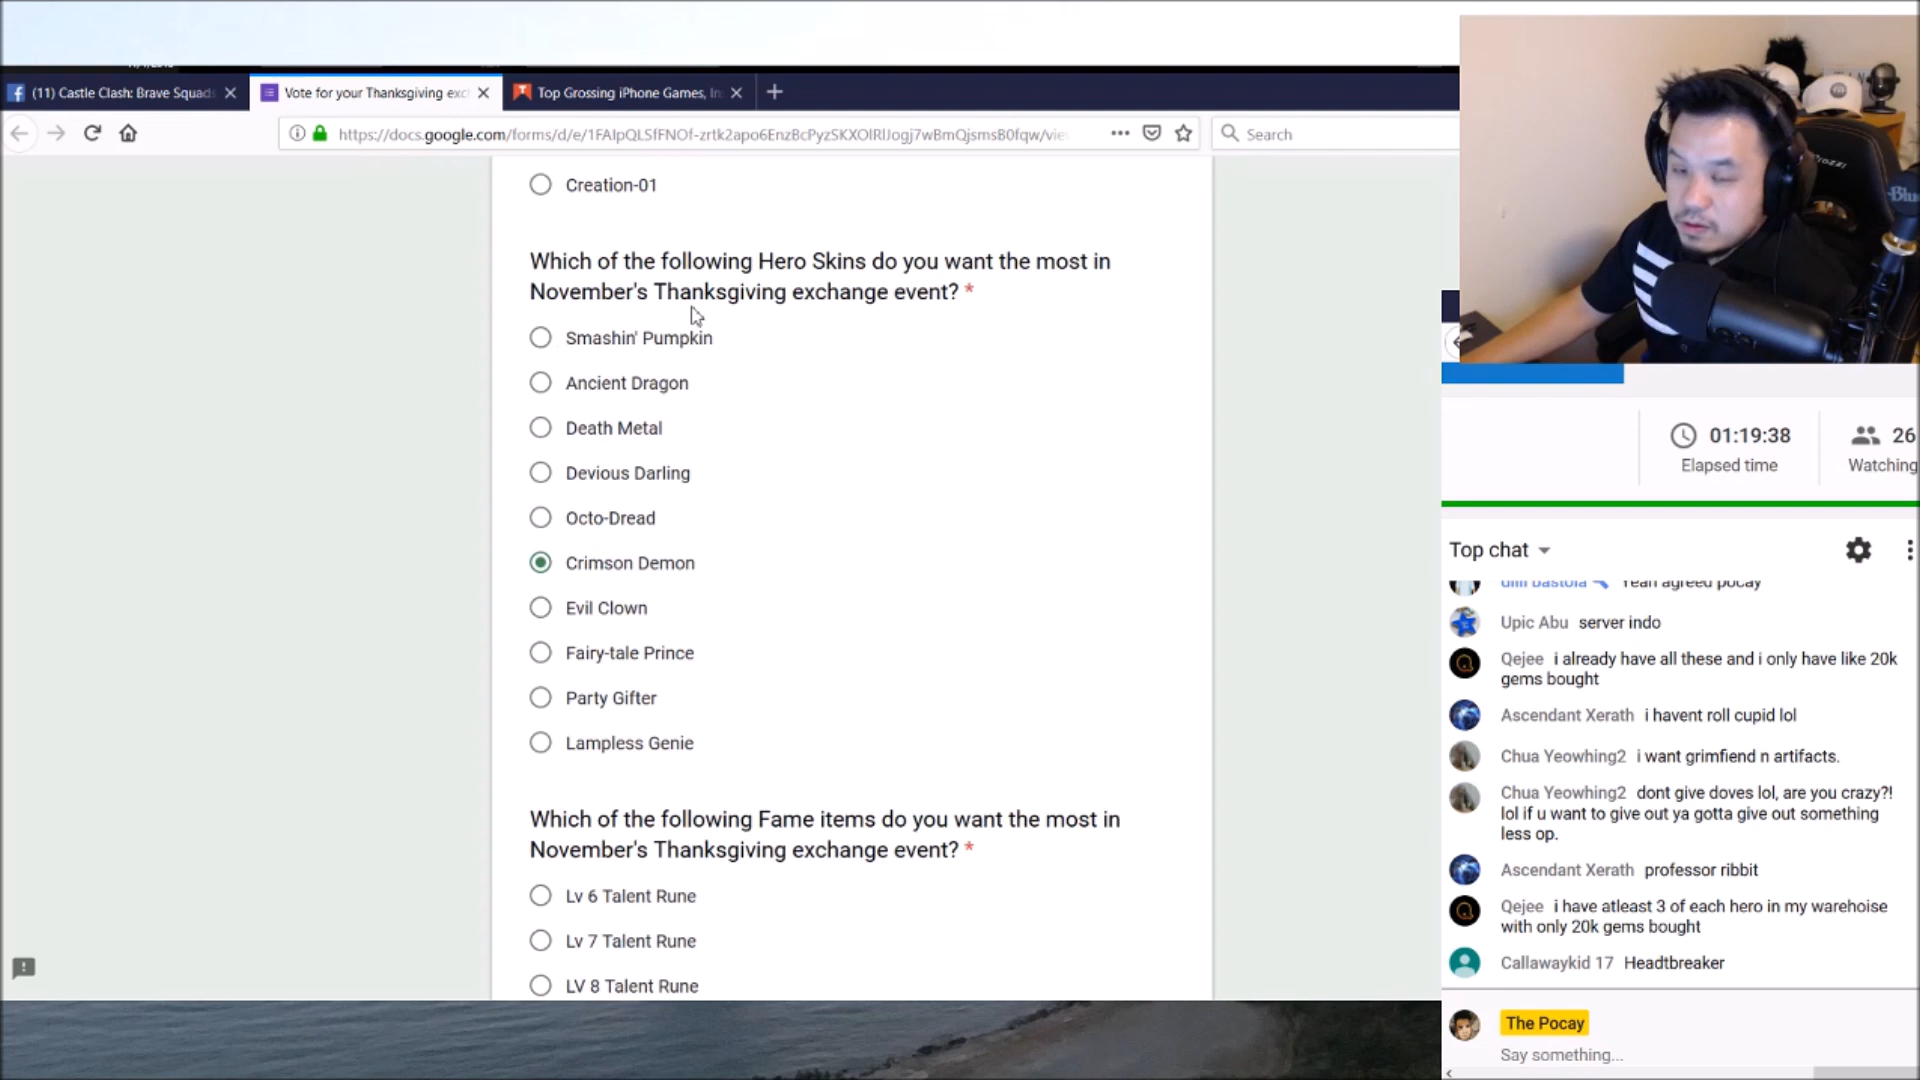 (11) Castle Clash: Brave Squads
Vote for your Thanksgiving exc
Top Grossing iPhone Games, In
https://docs.google.com/forms/d/e/1FAIpQLSfFNOf-zrtk2apo6EnzBcPyzSKXOlRlJogj7wBmQjsmsB0fqw/vie
Search
Creation-01
Which of the following Hero Skins do you want the most in
November's Thanksgiving exchange event? *
Smashin' Pumpkin
Ancient Dragon
Death Metal
Devious Darling
Octo-Dread
Crimson Demon
Evil Clown
Fairy-tale Prince
Party Gifter
Lampless Genie
Which of the following Fame items do you want the most in
November's Thanksgiving exchange event? *
Lv 6 Talent Rune
Lv 7 Talent Rune
LV 8 Talent Rune
Blue
01:19:38
Elapsed time
26
Watching
Top chat
Yeah agreed pocay
Upic Abu server indo
Qejee i already have all these and i only have like 20k
gems bought
Ascendant Xerath i havent roll cupid lol
Chua Yeowhing2 i want grimfiend n artifacts.
Chua Yeowhing2 dont give doves lol, are you crazy?!
lol if u want to give out ya gotta give out something
less op.
Ascendant Xerath professor ribbit
Qejee i have atleast 3 of each hero in my warehoise
with only 20k gems bought
Callawaykid 17 Headtbreaker
The Pocay
Say something...